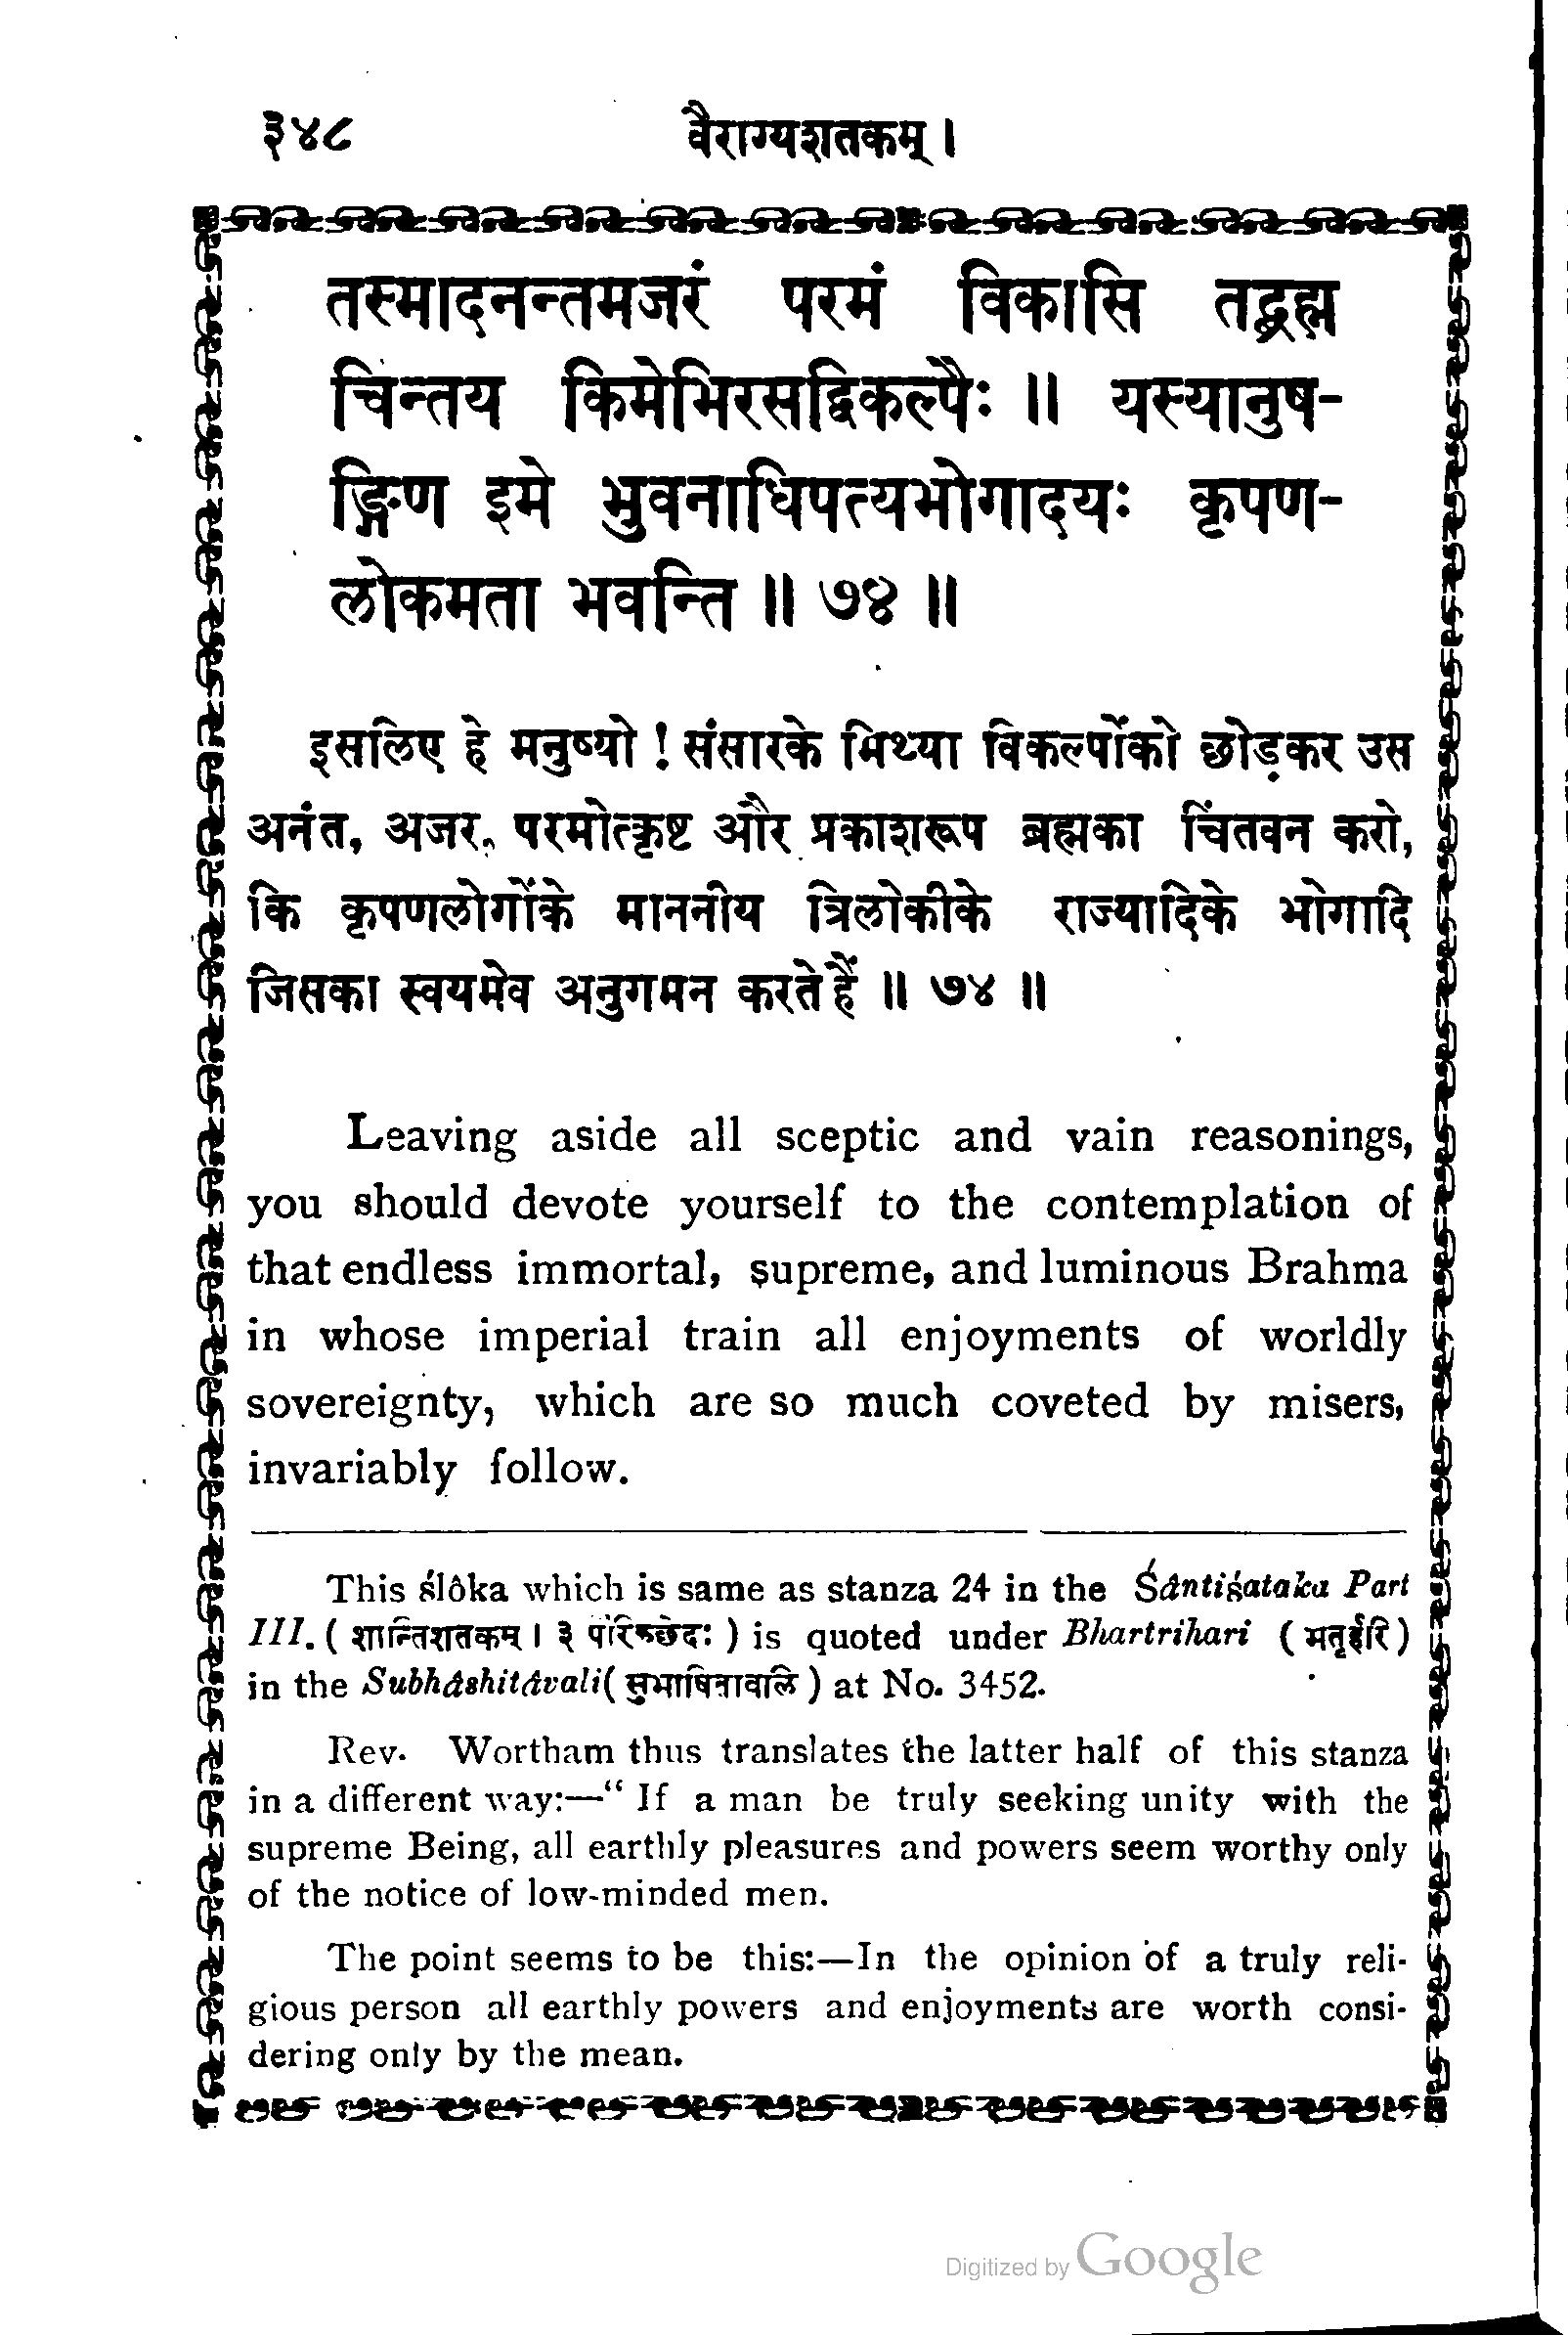 ३४८ वैराग्यशतकम् ।
तस्मादनन्तमजरं परमं विकासि तद्ब्रह्म
चिन्तय किमेभिरसद्विकल्पैः ॥ यस्यानुष-
ङ्गिण इमे भुवनाधिपत्यभोगादयः कृपण-
लोकमता भवन्ति ॥ ७४ ॥
इसलिए हे मनुष्यो ! संसारके मिथ्या विकल्पोंको छोड़कर उस
अनंत, अजर, परमोत्कृष्ट और प्रकाशरूप ब्रह्मका चिंतवन करो,
कि कृपणलोगोंके माननीय त्रिलोकीके राज्यादिके भोगादि
जिसका स्वयमेव अनुगमन करते हैं ॥ ७४ ॥
Leaving aside all sceptic and vain reasonings,
you should devote yourself to the contemplation of
that endless immortal, supreme, and luminous Brahma
in whose imperial train all enjoyments of worldly
sovereignty, which are so much coveted by misers,
invariably follow.
This ślôka which is same as stanza 24 in the Śântiśataka Part
III. ( शान्तिशतकम् । ३ परिच्छेदः ) is quoted under Bhartrihari ( भर्तृहरि )
in the Subhâshitâvali ( सुभाषितावलि ) at No. 3452.
Rev. Wortham thus translates the latter half of this stanza
in a different way:—“ If a man be truly seeking unity with the
supreme Being, all earthly pleasures and powers seem worthy only
of the notice of low-minded men.
The point seems to be this:—In the opinion of a truly reli-
gious person all earthly powers and enjoyments are worth consi-
dering only by the mean.
Digitized by Google